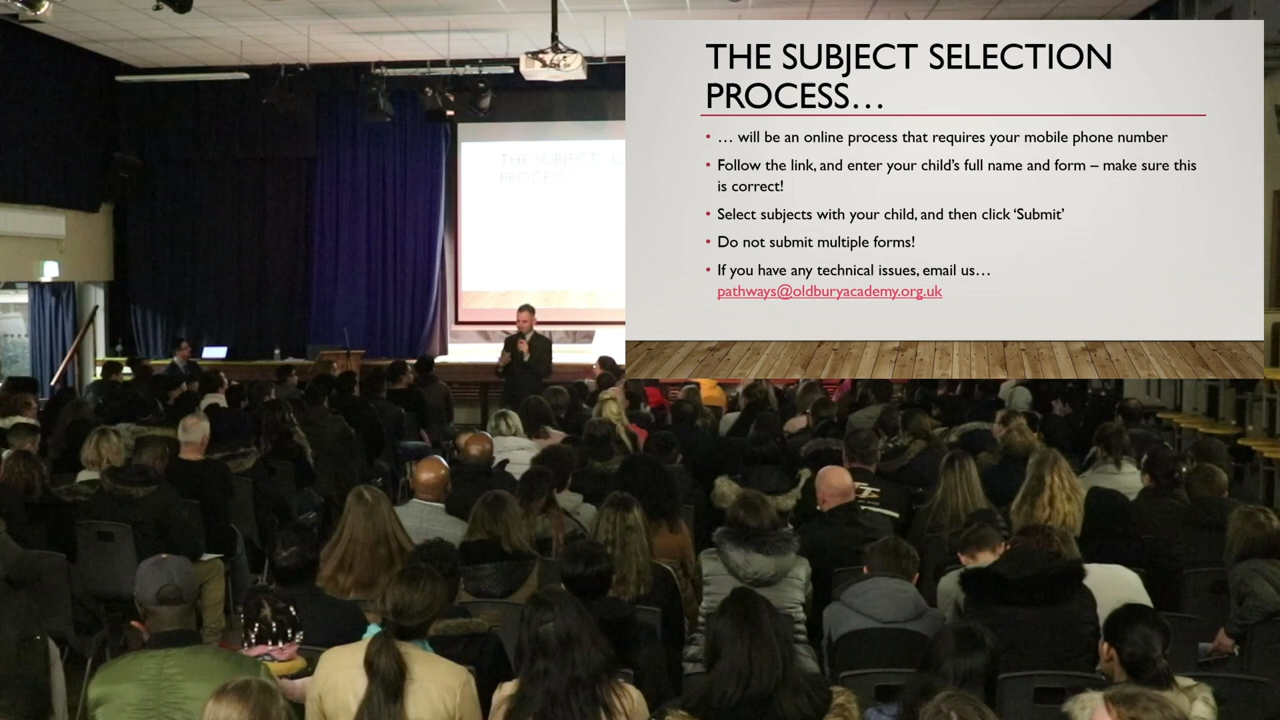 THE SUBJECT SELECTION
PROCESS…
• … will be an online process that requires your mobile phone number
• Follow the link, and enter your child’s full name and form – make sure this
is correct!
• Select subjects with your child, and then click ‘Submit’
• Do not submit multiple forms!
• If you have any technical issues, email us…
pathways@oldburyacademy.org.uk
THE SUBJECT
PROCESS